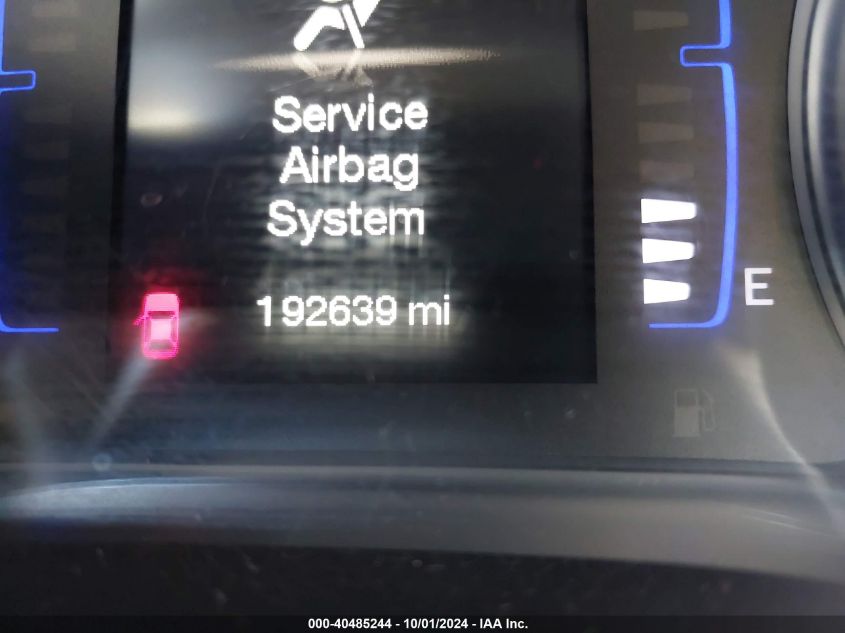 Service
Airbag
System
192639 mi
E
000-40485244 - 10/01/2024 - IAA Inc.